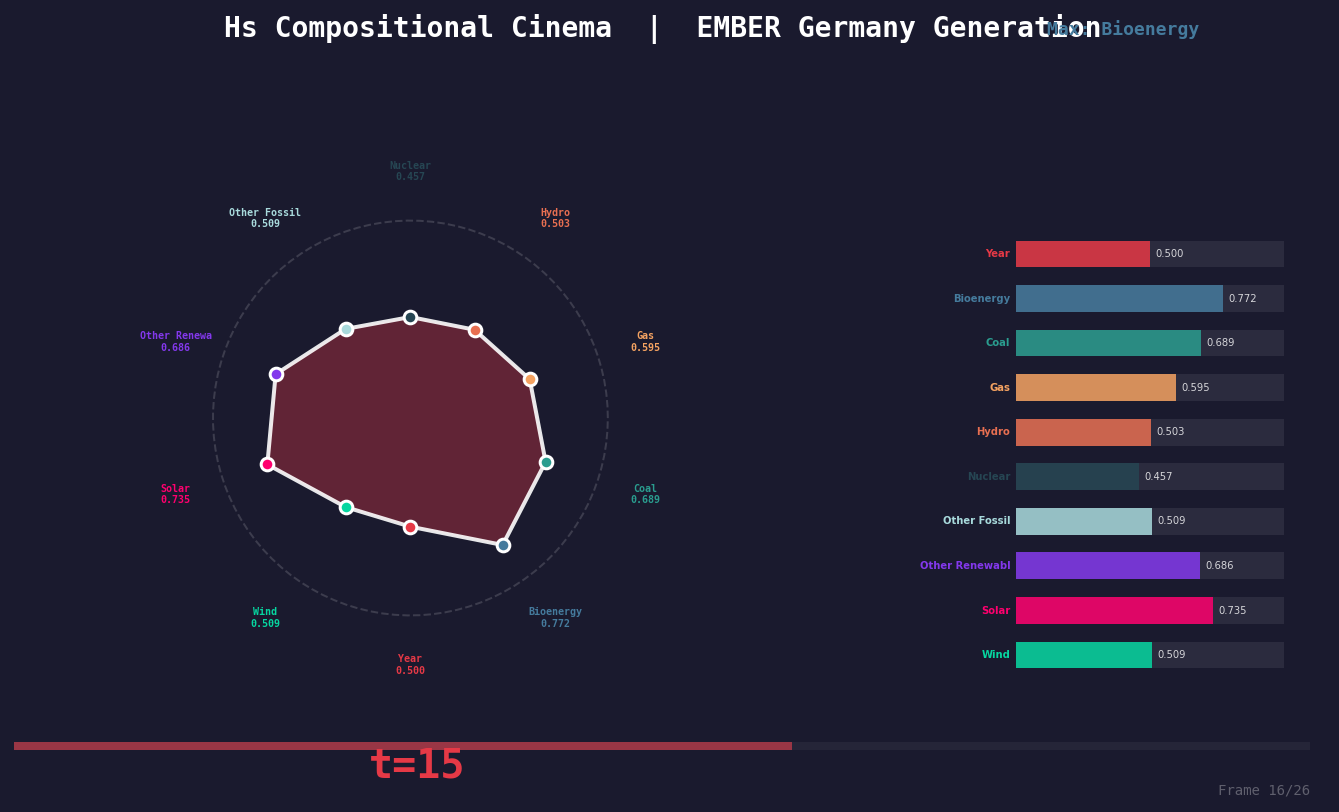 Hs Compositional Cinema | EMBER Germany Generation
Max: Bioenergy
Nuclear
0.457
Other Fossil
0.509
Hydro
0.503
Other Renewa
0.686
Gas
0.595
Solar
0.735
Coal
0.689
Wind
0.509
Bioenergy
0.772
Year
0.500
Year 0.500
Bioenergy 0.772
Coal 0.689
Gas 0.595
Hydro 0.503
Nuclear 0.457
Other Fossil 0.509
Other Renewabl 0.686
Solar 0.735
Wind 0.509
t=15
Frame 16/26